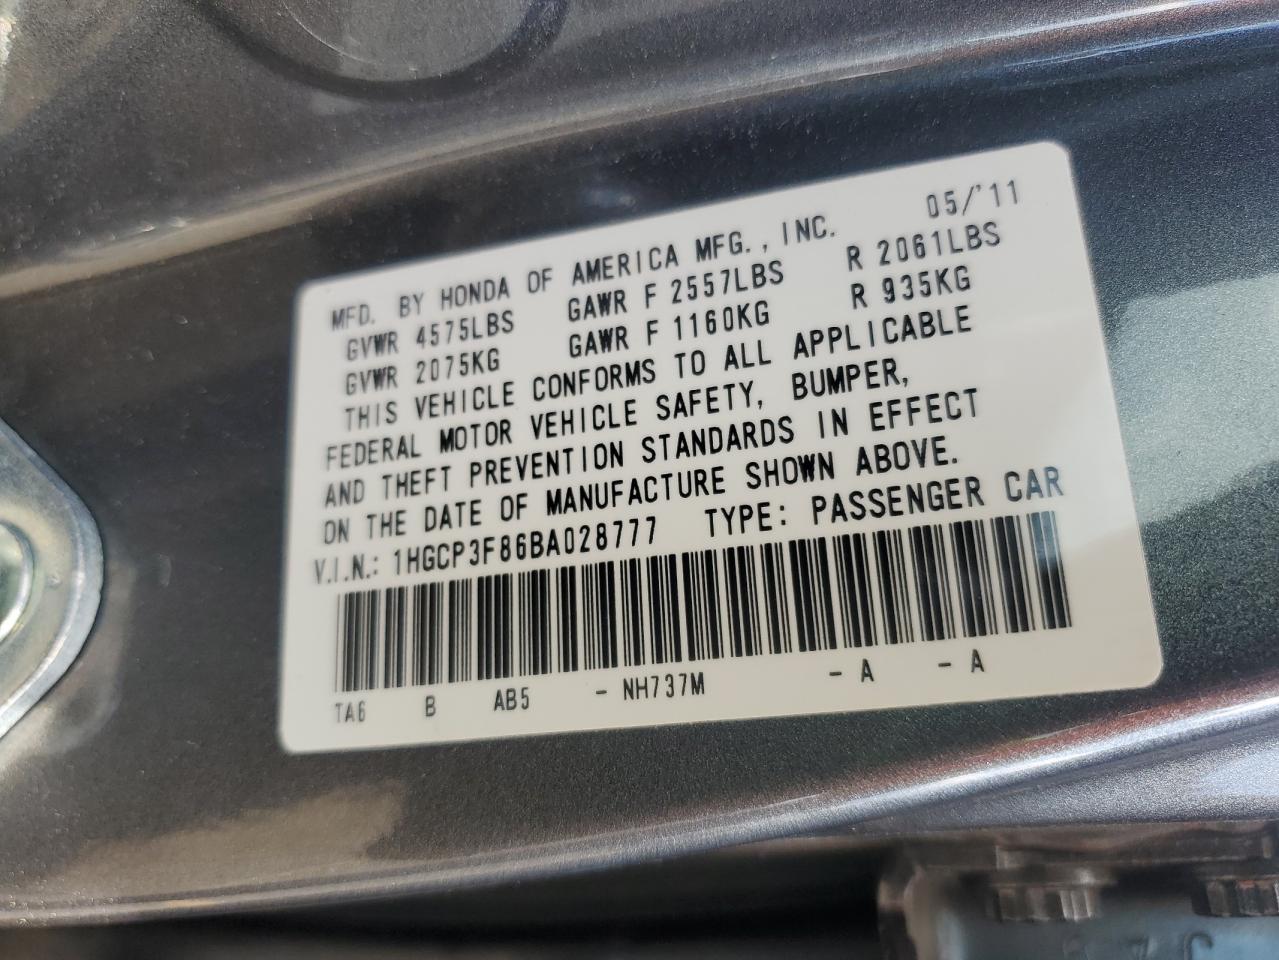 MFD. BY HONDA OF AMERICA MFG., INC. 05/'11
GVWR 4575LBS GAWR F 2557LBS R 2061LBS
GVWR 2075KG GAWR F 1160KG R 935KG
THIS VEHICLE CONFORMS TO ALL APPLICABLE
FEDERAL MOTOR VEHICLE SAFETY, BUMPER,
AND THEFT PREVENTION STANDARDS IN EFFECT
ON THE DATE OF MANUFACTURE SHOWN ABOVE.
V.I.N.: 1HGCP3F86BA028777 TYPE: PASSENGER CAR
TA6 B AB5 - NH737M - A - A